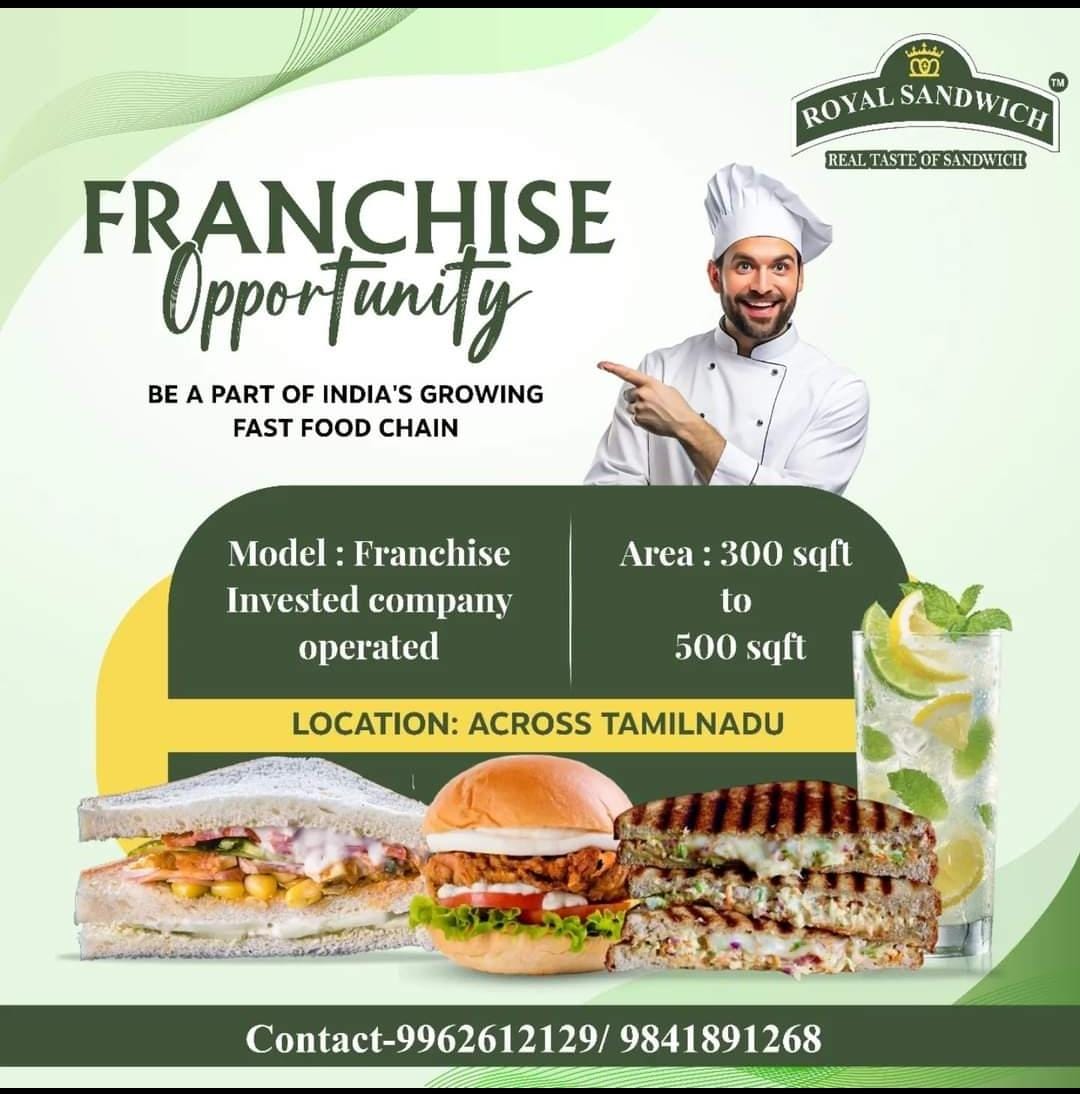 ROYAL SANDWICH
TM
REAL TASTE OF SANDWICH
FRANCHISE
Opportunity
BE A PART OF INDIA'S GROWING
FAST FOOD CHAIN
Model : Franchise
Invested company
operated
Area : 300 sqft
to
500 sqft
LOCATION: ACROSS TAMILNADU
Contact-9962612129/ 9841891268